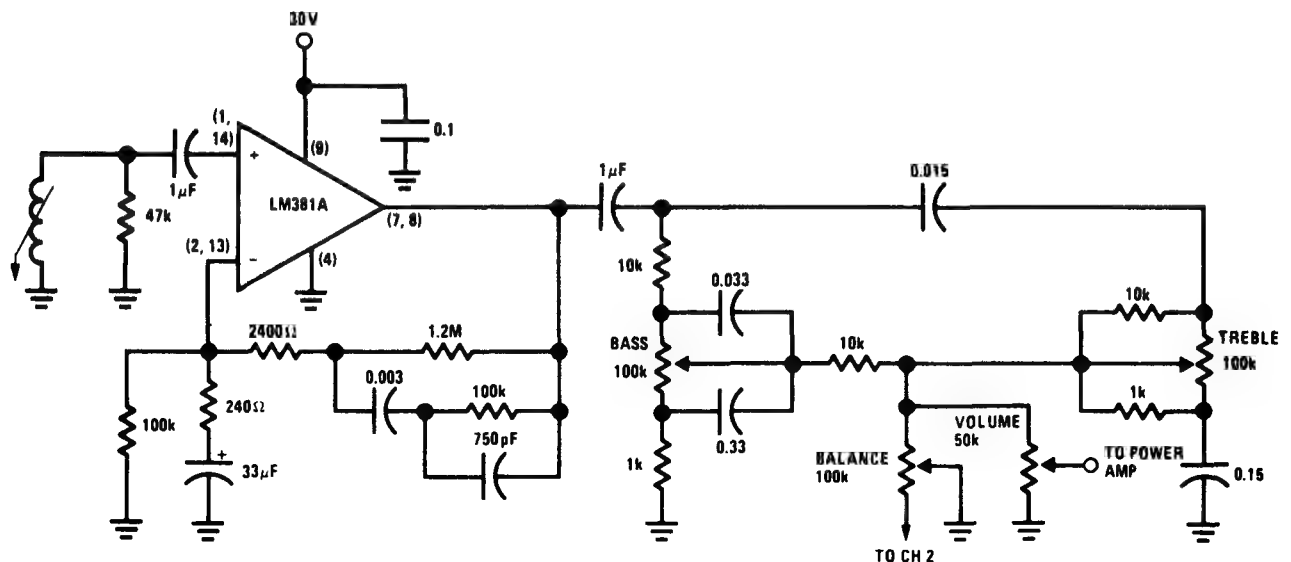 30V
(1,
14)
(9)
0.1
+
1μF
LM381A
47k
(7, 8)
1μF
0.015
(2, 13)
-
(4)
10k
0.033
10k
2400Ω
1.2M
BASS
100k
10k
TREBLE
100k
0.003
100k
240Ω
100k
750pF
0.33
VOLUME
50k
1k
+
33μF
1k
BALANCE
100k
TO POWER
AMP
0.15
TO CH 2